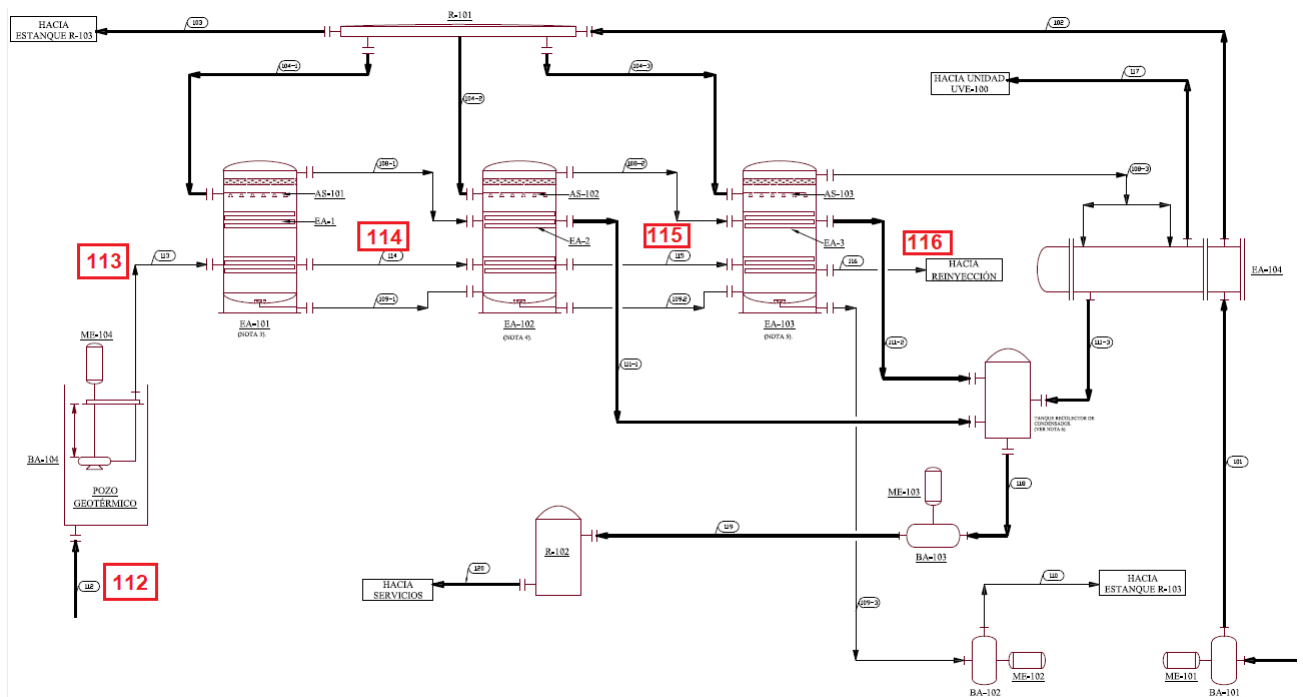 R-101
103
102
HACIA
ESTANQUE R-103
104-1
104-2
104-3
117
HACIA UNIDAD
UVE-100
108-1
108-2
108-3
AS-101
AS-102
AS-103
EA-1
EA-2
EA-3
113
113
114
114
115
115
116
116
HACIA
REINYECCIÓN
EA-104
109-1
109-2
EA-101
(NOTA 3).
EA-102
(NOTA 4).
EA-103
(NOTA 5).
ME-104
111-1
111-2
111-3
TANQUE RECOLECTOR DE
CONDENSADOS.
(VER NOTA 6).
BA-104
POZO
GEOTÉRMICO
101
118
ME-103
119
BA-103
R-102
112
112
HACIA
SERVICIOS
120
109-3
110
HACIA
ESTANQUE R-103
ME-102
BA-102
ME-101
BA-101